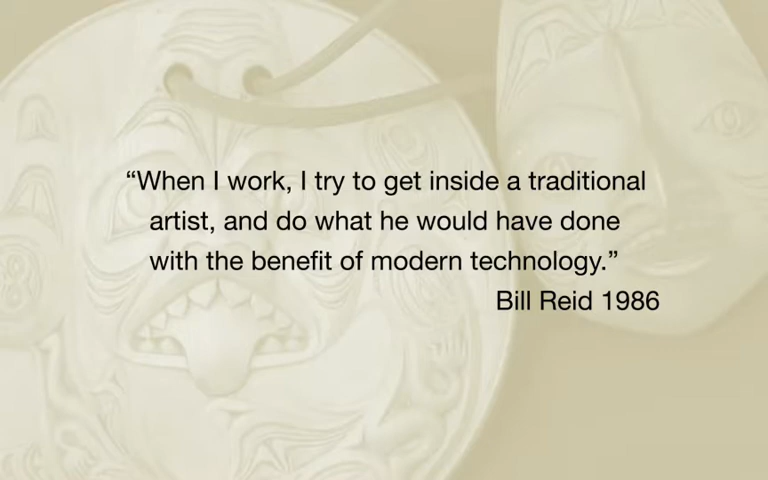 “When I work, I try to get inside a traditional
artist, and do what he would have done
with the benefit of modern technology.”
Bill Reid 1986